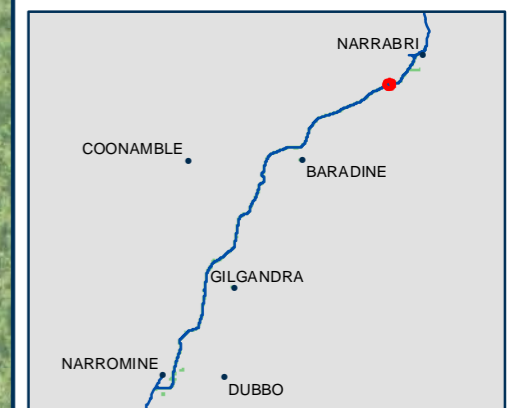 NARRABRI
COONAMBLE
BARADINE
GILGANDRA
NARROMINE
DUBBO